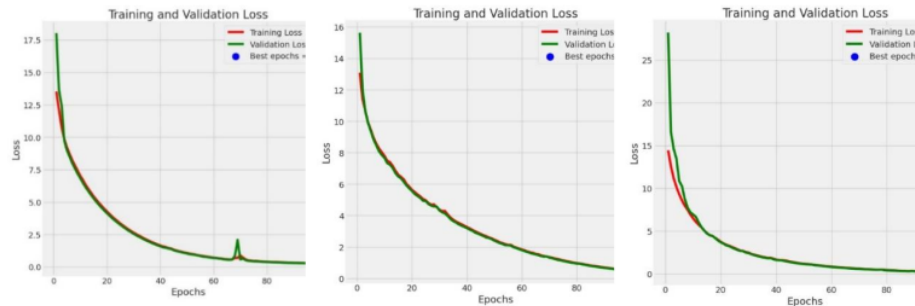 Training and Validation Loss
Training Loss
Validation Los
Best epochs =
17.5
15.0
12.5
10.0
7.5
5.0
2.5
0.0
Loss
0
20
40
60
80
Epochs
Training and Validation Loss
Training Los
Validation L
Best epochs
16
14
12
10
8
6
4
2
0
Loss
0
20
40
60
80
Epochs
Training and Validation Loss
Training Los
Validation L
Best epoch
25
20
15
10
5
0
Loss
0
20
40
60
80
Epochs